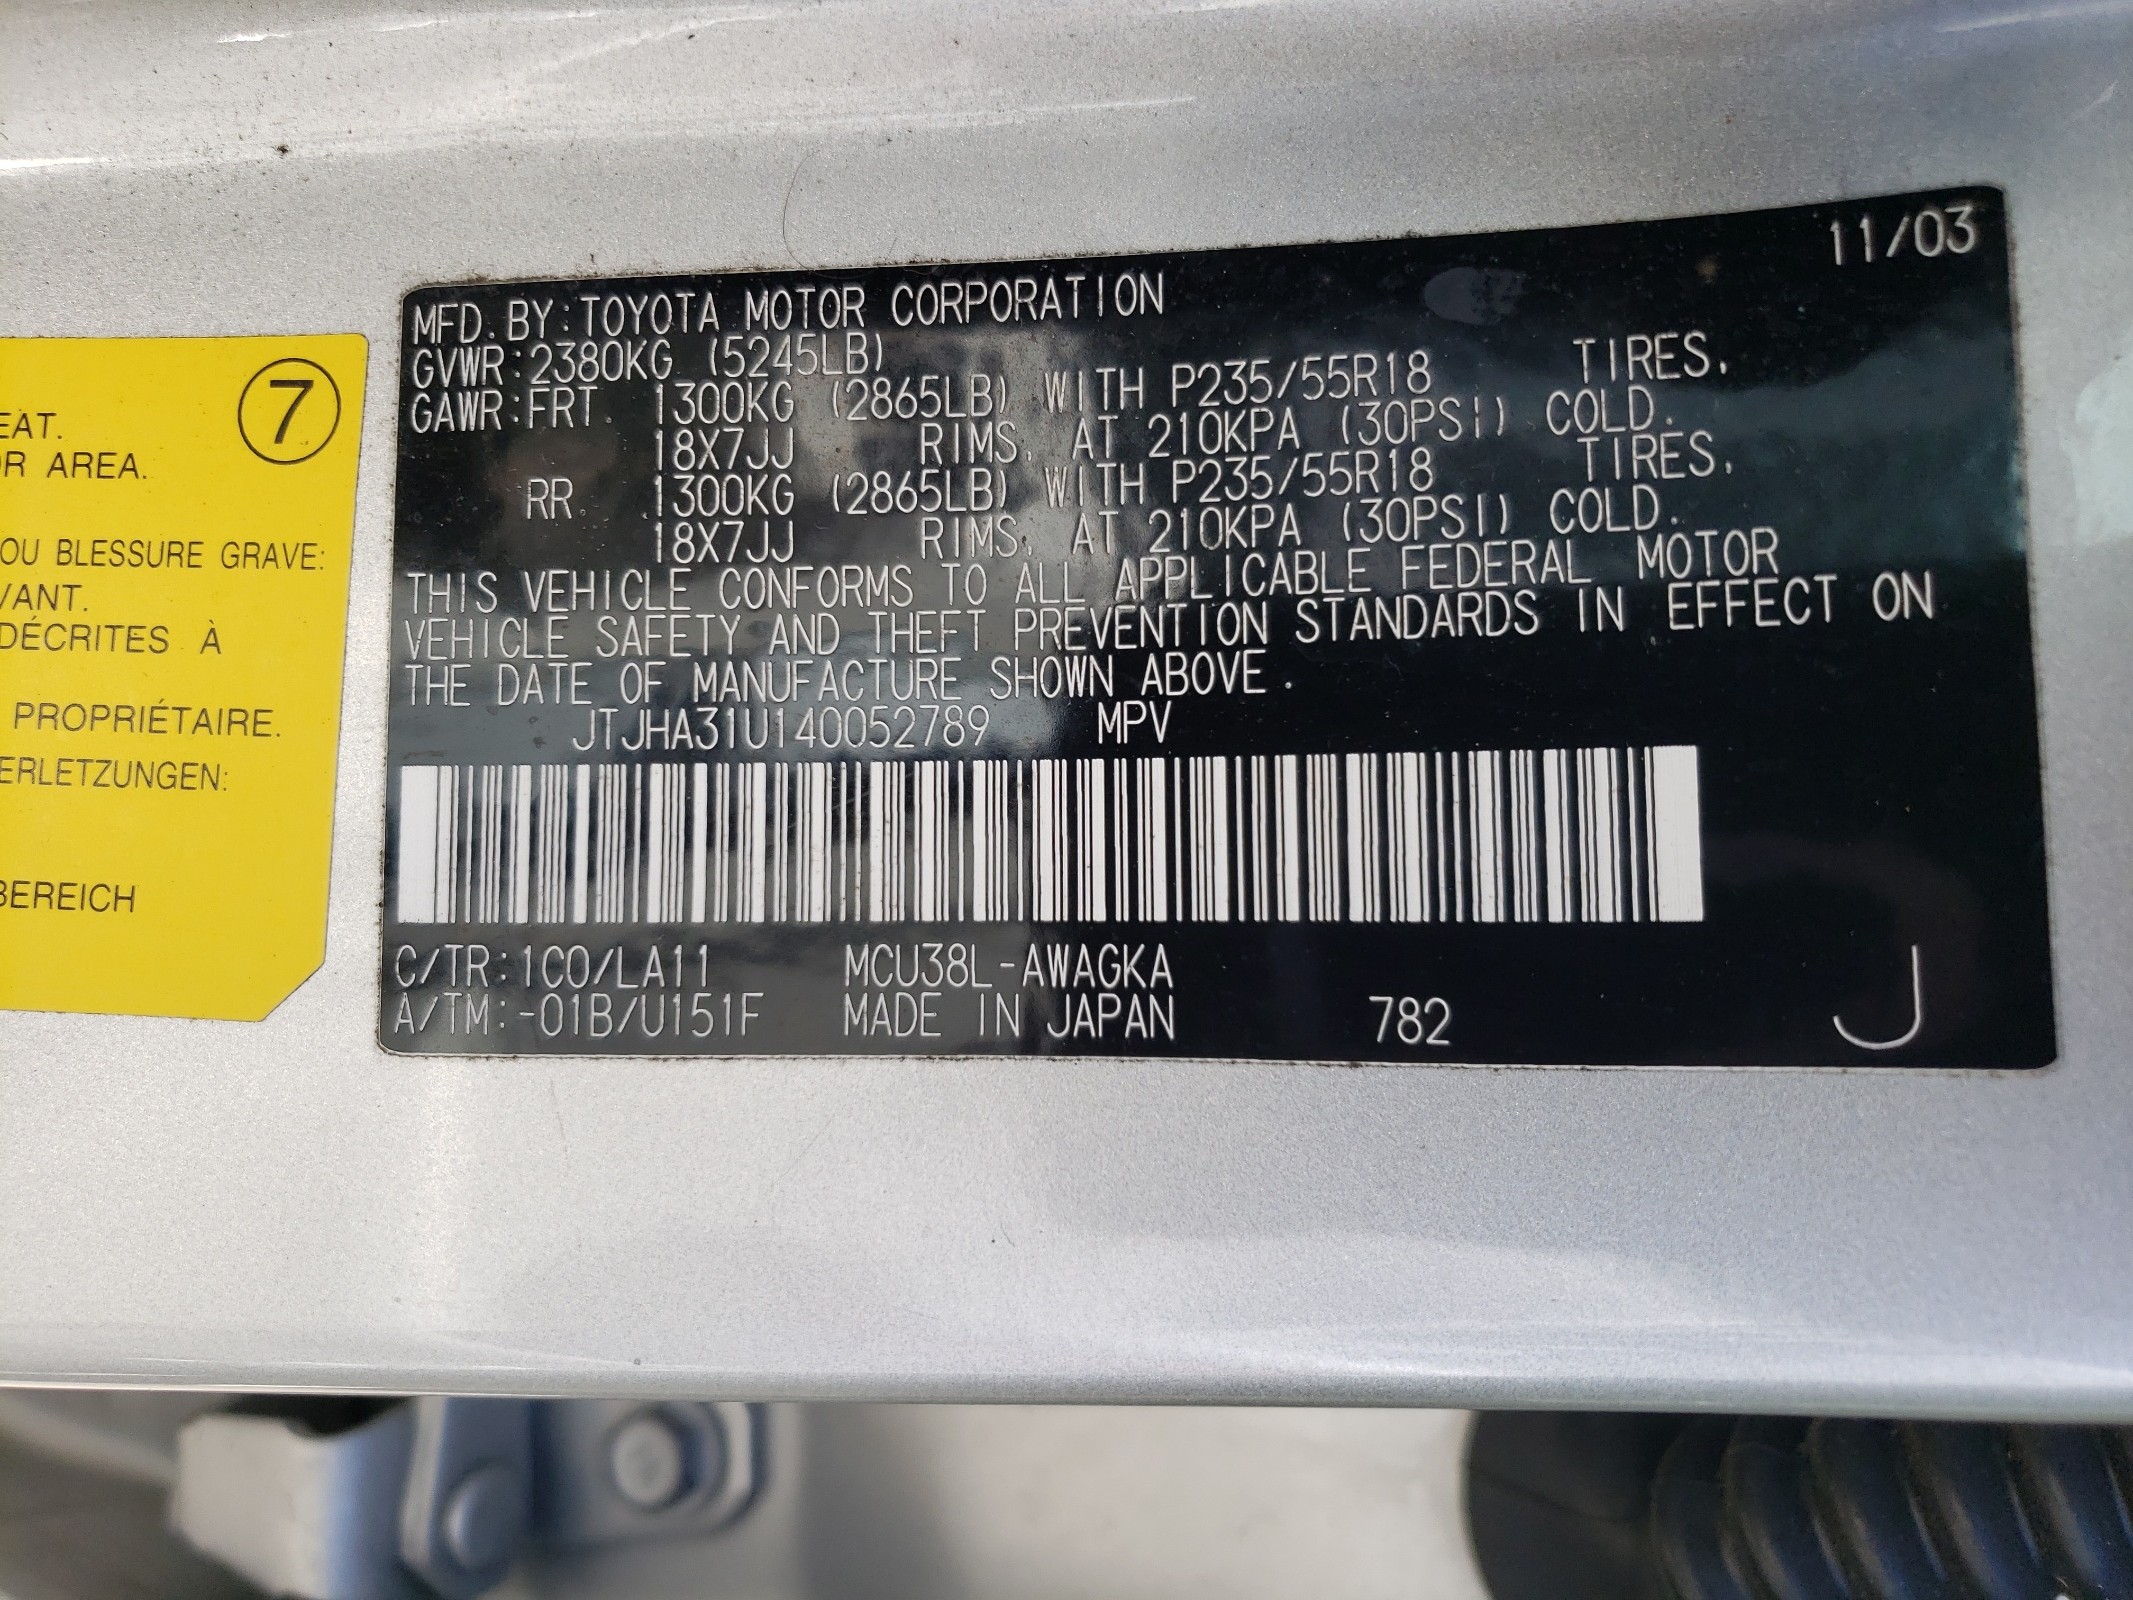 11/03
MFD. BY: TOYOTA MOTOR CORPORATION
GVWR: 2380KG (5245LB)
GAWR: FRT. 1300KG (2865LB) WITH P235/55R18 TIRES,
18X7JJ RIMS, AT 210KPA (30PSI) COLD.
RR. 1300KG (2865LB) WITH P235/55R18 TIRES,
18X7JJ RIMS, AT 210KPA (30PSI) COLD.
THIS VEHICLE CONFORMS TO ALL APPLICABLE FEDERAL MOTOR
VEHICLE SAFETY AND THEFT PREVENTION STANDARDS IN EFFECT ON
THE DATE OF MANUFACTURE SHOWN ABOVE.
JTJHA31U140052789 MPV
C/TR: 1C0/LA11 MCU38L-AWAGKA
A/TM: -01B/U151F MADE IN JAPAN 782 J
7
EAT.
OR AREA.
OU BLESSURE GRAVE:
VANT.
DÉCRITES À
PROPRIÉTAIRE.
ERLETZUNGEN:
BEREICH